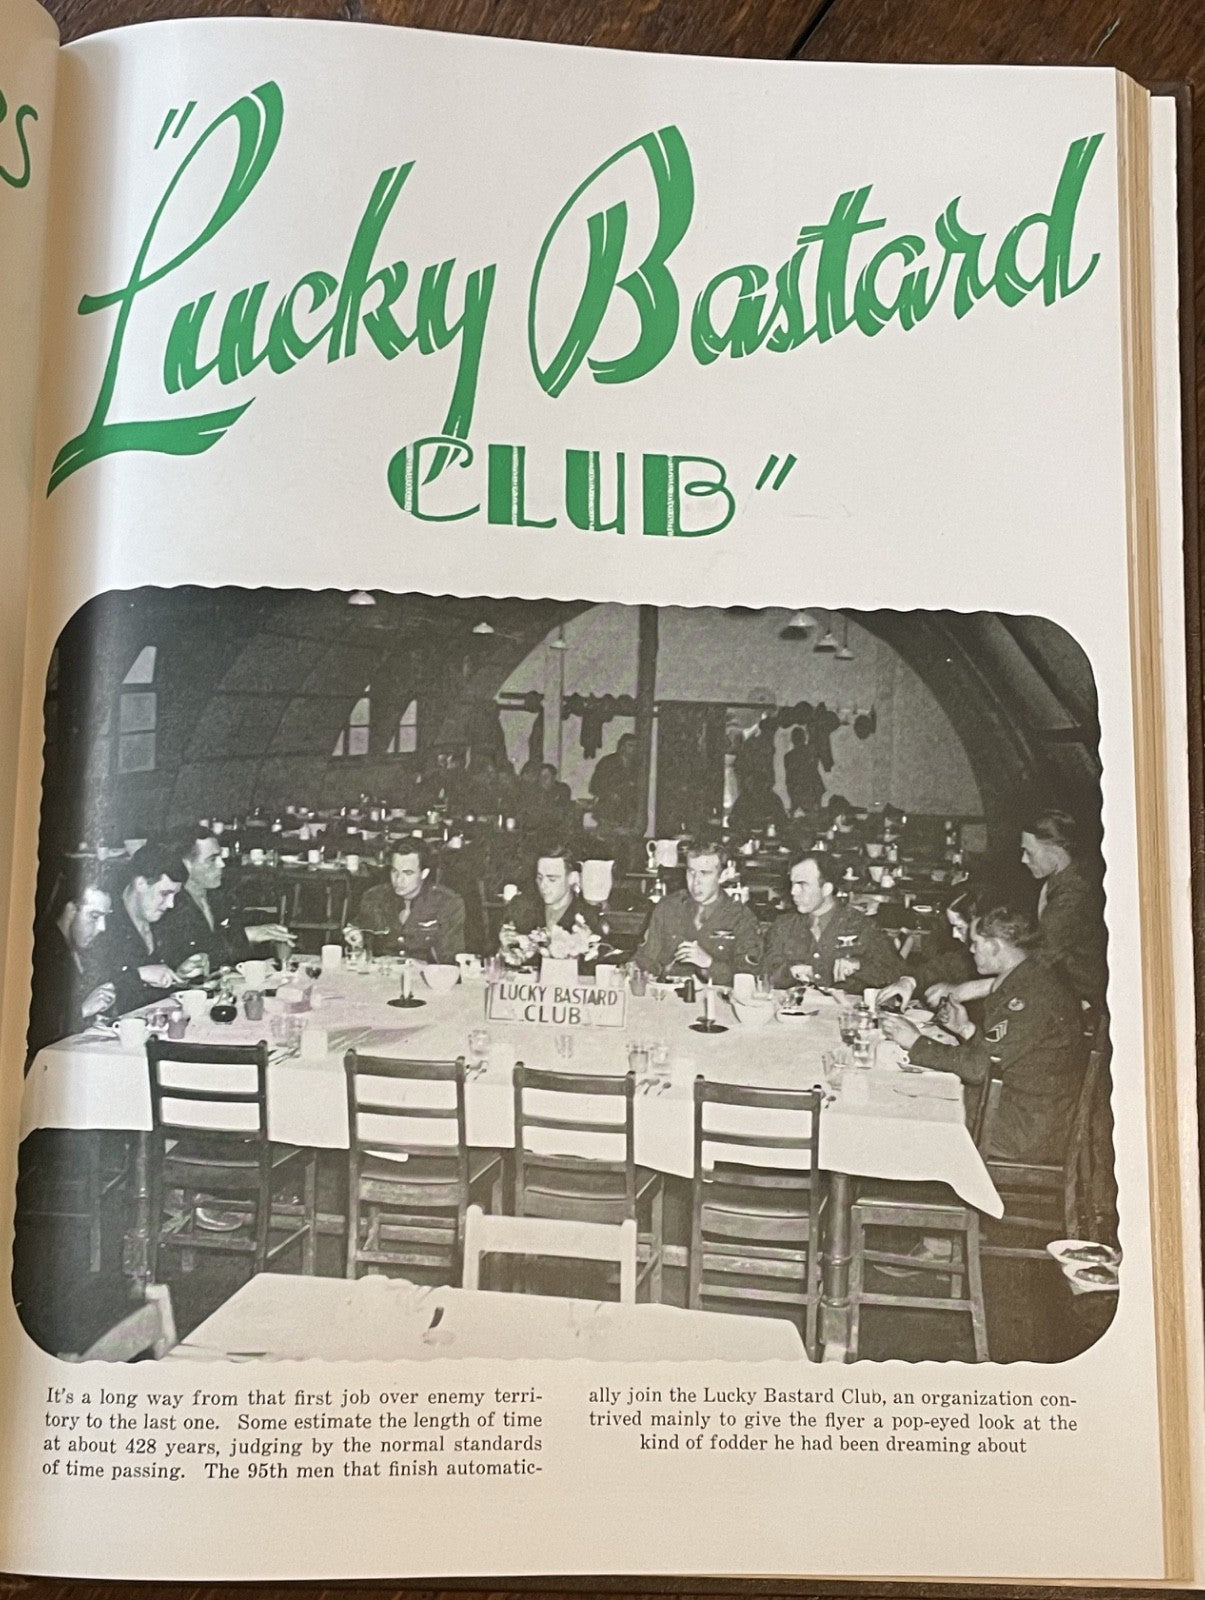 "Lucky Bastard
CLUB"
LUCKY BASTARD
CLUB
It's a long way from that first job over enemy terri-
tory to the last one. Some estimate the length of time
at about 428 years, judging by the normal standards
of time passing. The 95th men that finish automatic-
ally join the Lucky Bastard Club, an organization con-
trived mainly to give the flyer a pop-eyed look at the
kind of fodder he had been dreaming about